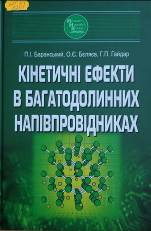 П.І. Баранський, О.Є. Бєляєв, Г.П. Гайдар
КІНЕТИЧНІ ЕФЕКТИ
В БАГАТОДОЛИННИХ
НАПІВПРОВІДНИКАХ